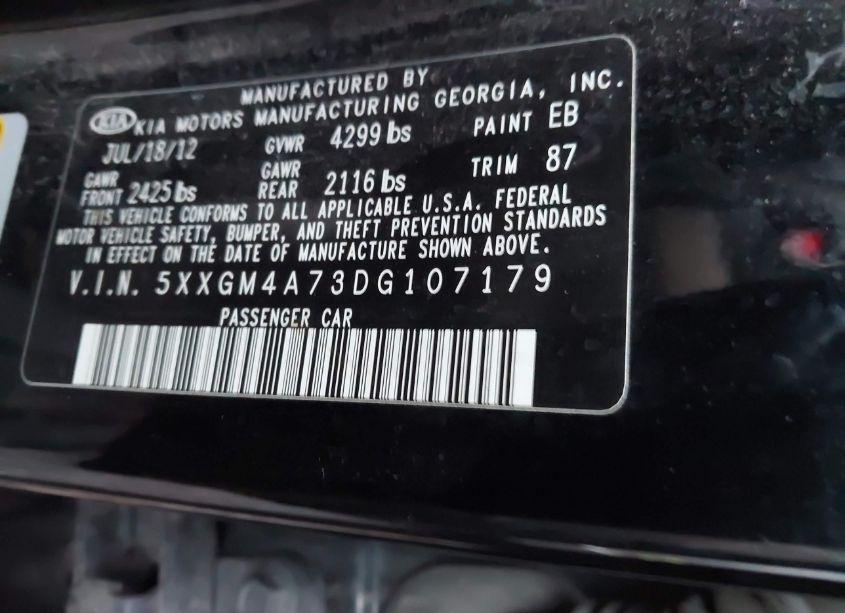 MANUFACTURED BY
KIA KIA MOTORS MANUFACTURING GEORGIA, INC.
JUL/18/12 GVWR 4299 lbs PAINT EB
GAWR FRONT 2425 lbs GAWR REAR 2116 lbs TRIM 87
THIS VEHICLE CONFORMS TO ALL APPLICABLE U.S.A. FEDERAL
MOTOR VEHICLE SAFETY, BUMPER, AND THEFT PREVENTION STANDARDS
IN EFFECT ON THE DATE OF MANUFACTURE SHOWN ABOVE.
V.I.N. 5XXGM4A73DG107179
PASSENGER CAR